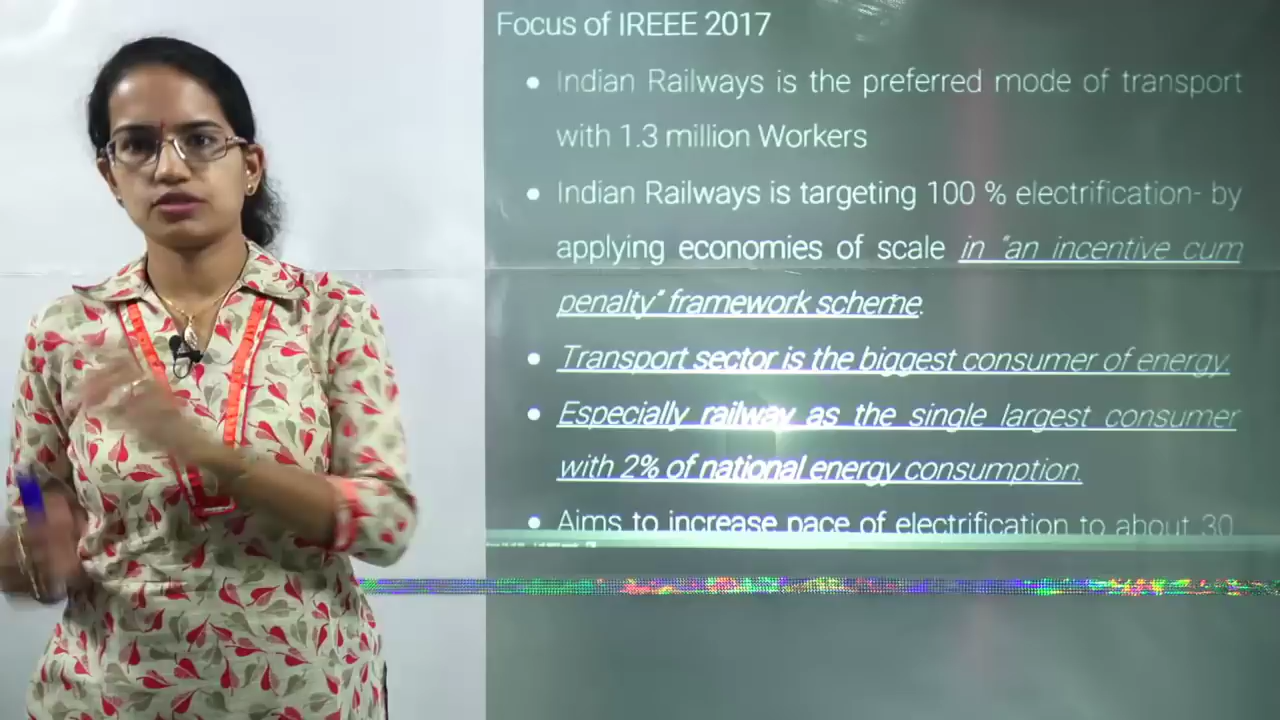 Focus of IREEE 2017
• Indian Railways is the preferred mode of transport
with 1.3 million Workers
• Indian Railways is targeting 100 % electrification- by
applying economies of scale in "an incentive cum
penalty" framework scheme.
• Transport sector is the biggest consumer of energy.
• Especially railway as the single largest consumer
with 2% of national energy consumption.
• Aims to increase pace of electrification to about 30